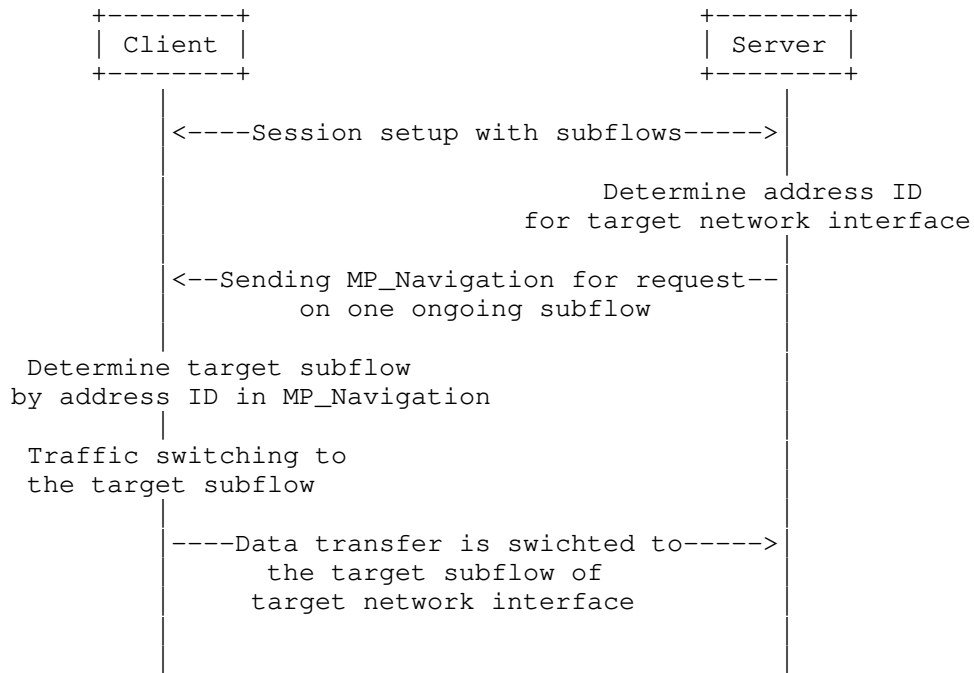 Client Server
<----Session setup with subflows----->
Determine address ID
for target network interface
<--Sending MP_Navigation for request--
on one ongoing subflow
Determine target subflow
by address ID in MP_Navigation
Traffic switching to
the target subflow
----Data transfer is swichted to----->
the target subflow of
target network interface